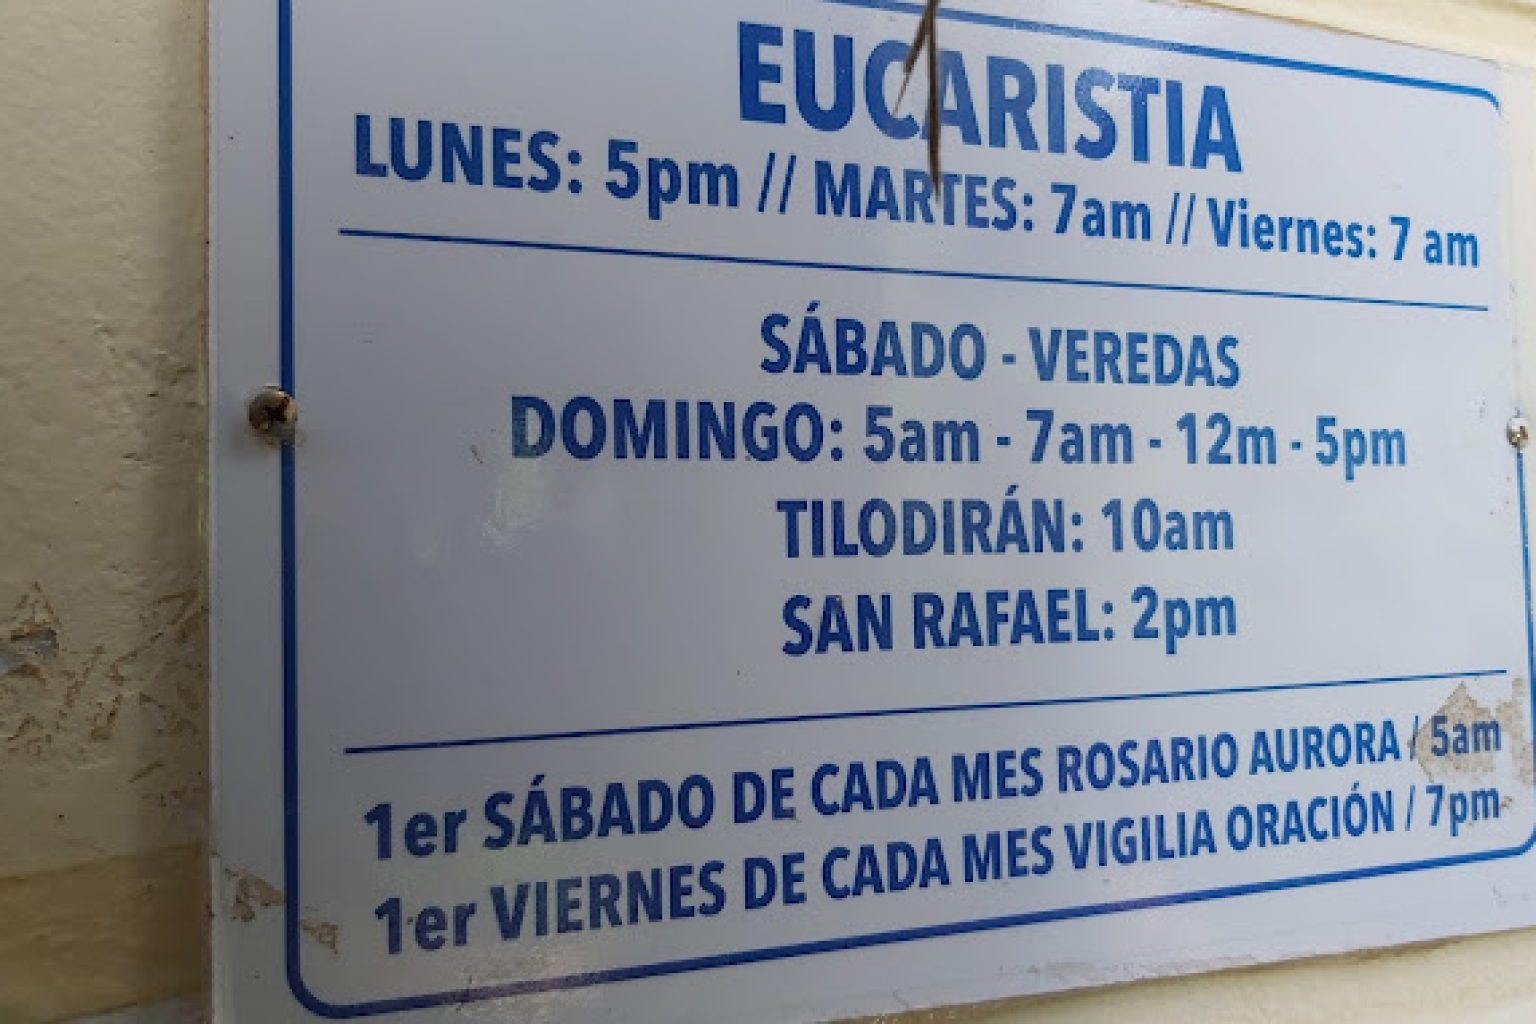 EUCARISTIA
LUNES: 5pm // MARTES: 7am // Viernes: 7 am
SÁBADO - VEREDAS
DOMINGO: 5am - 7am - 12m - 5pm
TILODIRÁN: 10am
SAN RAFAEL: 2pm
1er SÁBADO DE CADA MES ROSARIO AURORA / 5am
1er VIERNES DE CADA MES VIGILIA ORACIÓN / 7pm